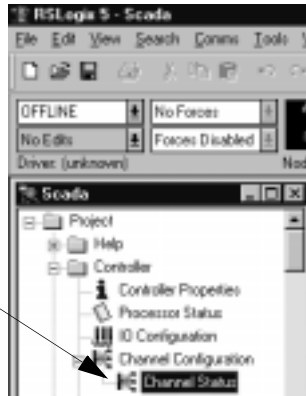 RSLogix 5 - Scada
File Edit View Search Comms Tools
OFFLINE No Forces
No Edits Forces Disabled
Driver: (unknown) Nod
Scada
Project
Help
Controller
Controller Properties
Processor Status
IO Configuration
Channel Configuration
Channel Status